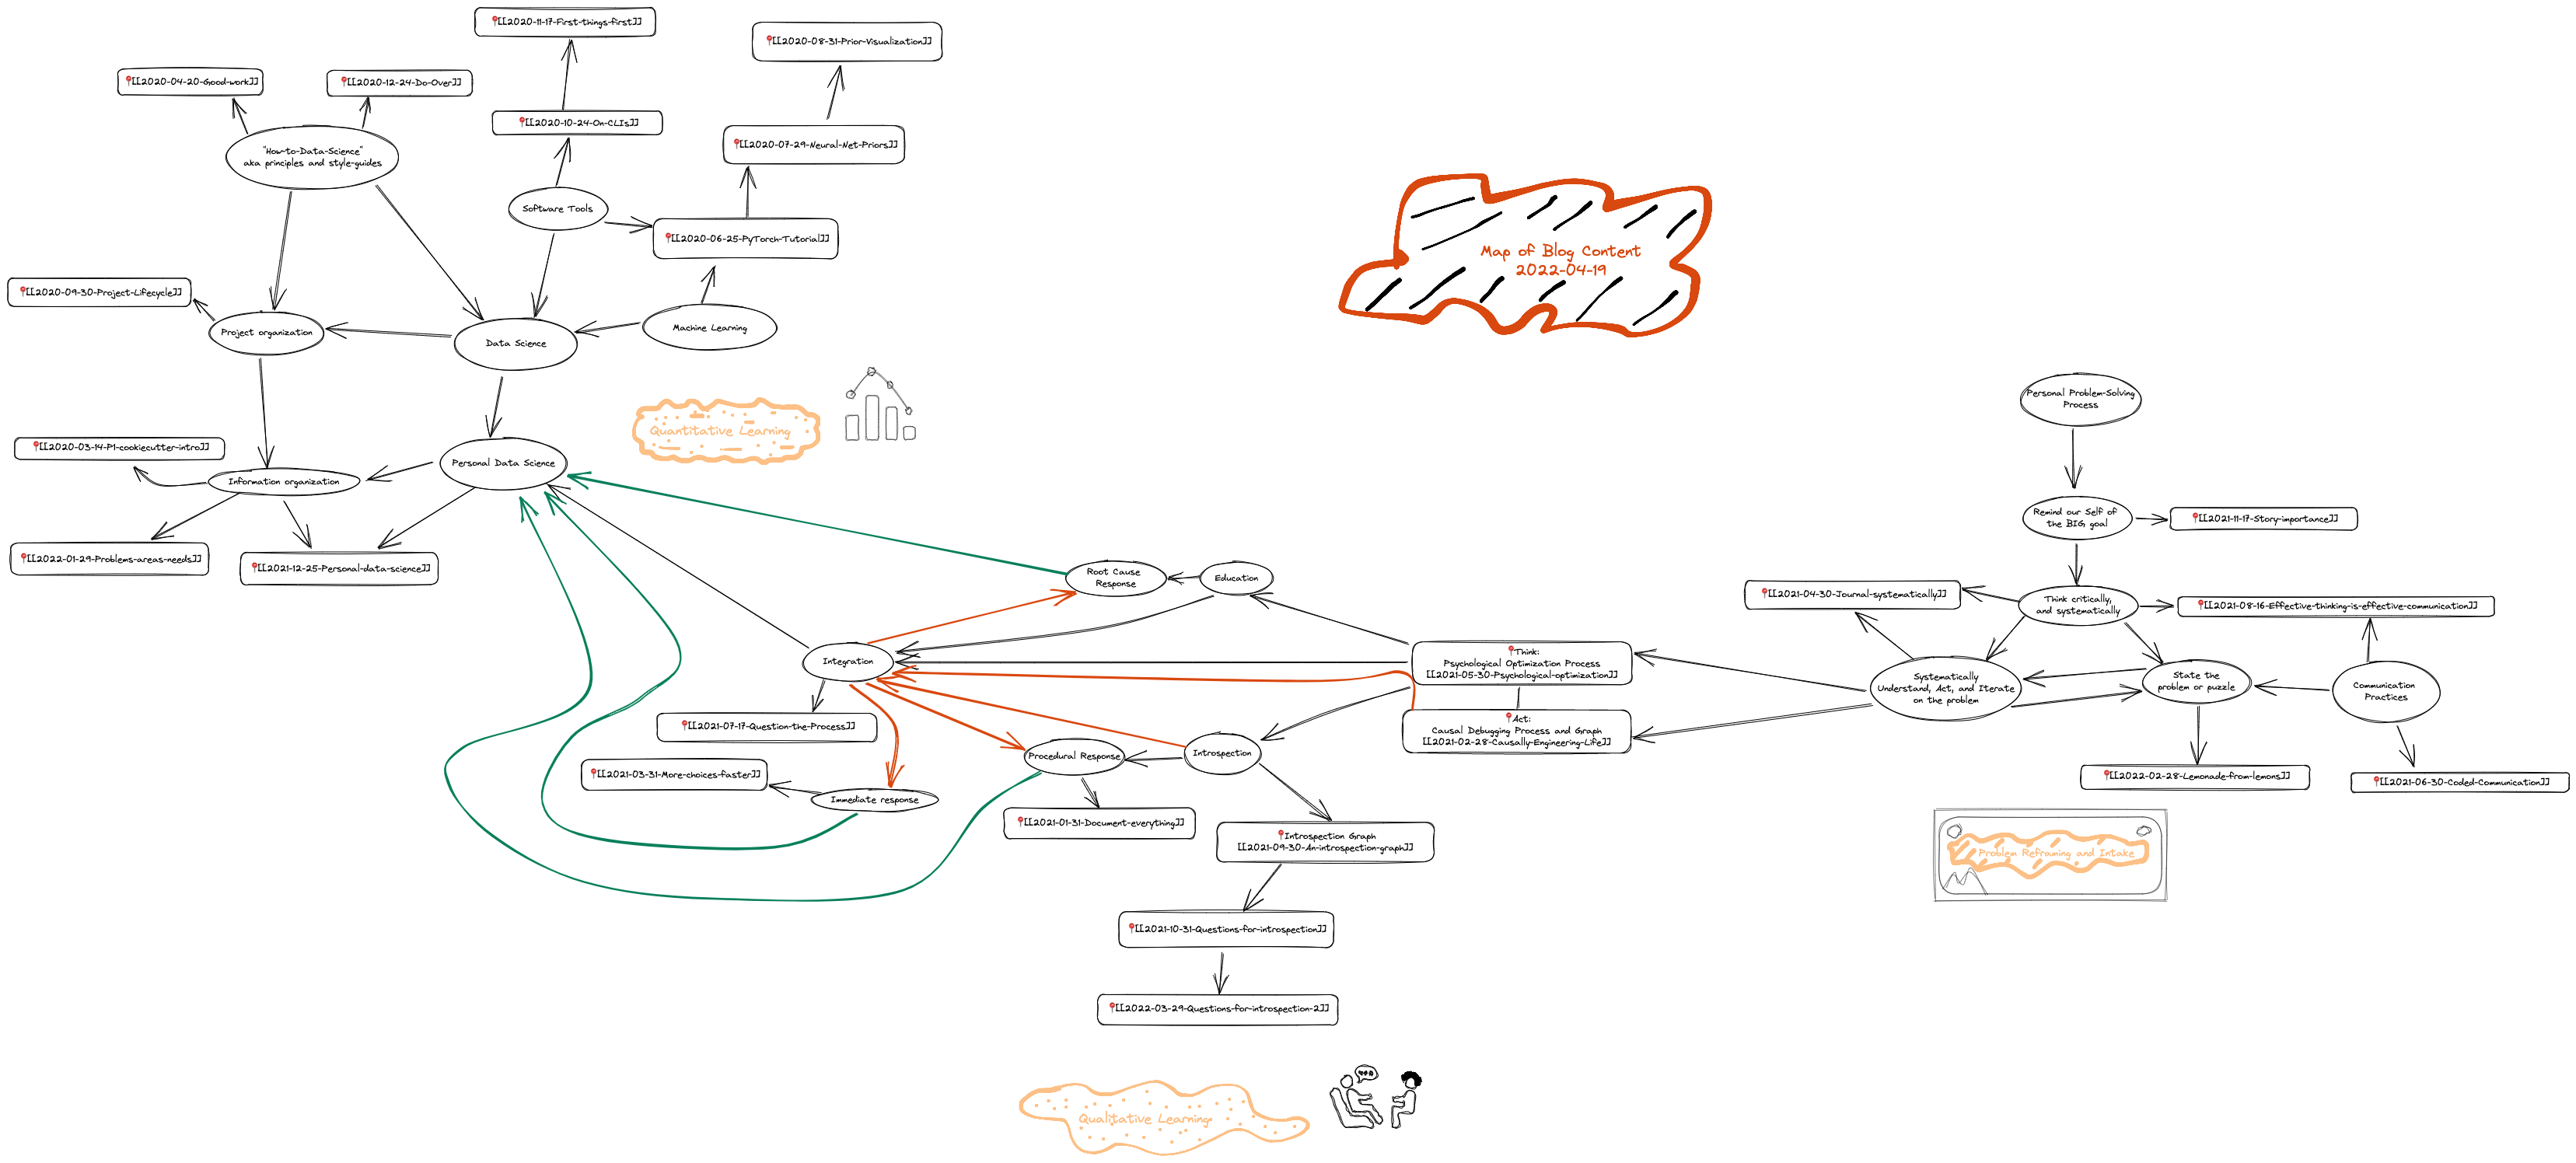 📍[[2020-11-17-First-things-first]]
📍[[2020-08-31-Prior-Visualization]]
📍[[2020-04-20-Good-work]]
📍[[2020-12-24-Do-Over]]
📍[[2020-10-24-On-CLIs]]
📍[[2020-07-29-Neural-Net-Priors]]
"How-to-Data-Science"
aka principles and style-guides
Software Tools
📍[[2020-06-25-PyTorch-Tutorial]]
📍[[2020-09-30-Project-Lifecycle]]
Project organization
Data Science
Machine Learning
Map of Blog Content
2022-04-19
Quantitative Learning
📍[[2020-03-14-P1-cookiecutter-intro]]
Information organization
Personal Data Science
📍[[2022-01-29-Problems-areas-needs]]
📍[[2021-12-25-Personal-data-science]]
Personal Problem-Solving
Process
Remind our Self of
the BIG goal
📍[[2021-11-17-Story-importance]]
Root Cause
Response
Education
📍[[2021-04-30-Journal-systematically]]
Think critically,
and systematically
📍[[2021-08-16-Effective-thinking-is-effective-communication]]
Integration
📍Think:
Psychological Optimization Process
[[2021-05-30-Psychological-optimization]]
Systematically
Understand, Act, and Iterate
on the problem
State the
problem or puzzle
Communication
Practices
📍[[2021-07-17-Question-the-Process]]
📍Act:
Causal Debugging Process and Graph
[[2021-02-28-Causally-Engineering-Life]]
Procedural Response
Introspection
📍[[2021-03-31-More-choices-faster]]
Immediate response
📍[[2022-02-28-Lemonade-from-lemons]]
📍[[2021-06-30-Coded-Communication]]
📍[[2021-01-31-Document-everything]]
📍Introspection Graph
[[2021-09-30-An-introspection-graph]]
Problem Reframing and Intake
📍[[2021-10-31-Questions-for-introspection]]
📍[[2022-03-29-Questions-for-introspection-2]]
Qualitative Learning